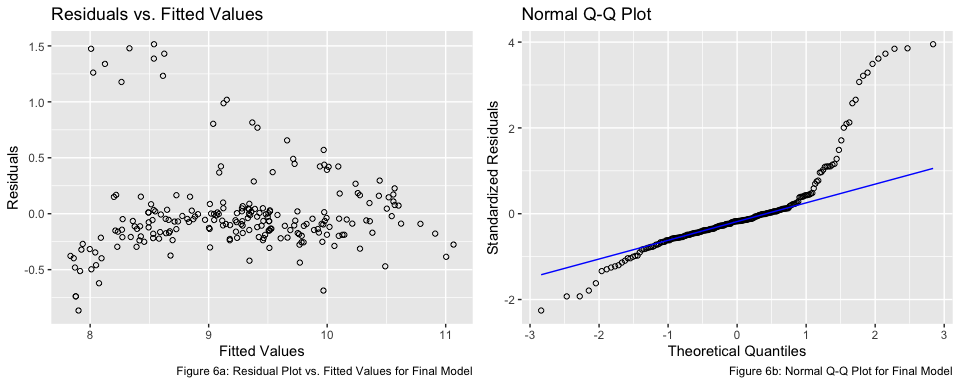 Residuals vs. Fitted Values
1.5
1.0
0.5
0.0
-0.5
Residuals
8
9
10
11
Fitted Values
Figure 6a: Residual Plot vs. Fitted Values for Final Model
Normal Q-Q Plot
4
2
0
-2
Standardized Residuals
-3
-2
-1
0
1
2
3
Theoretical Quantiles
Figure 6b: Normal Q-Q Plot for Final Model